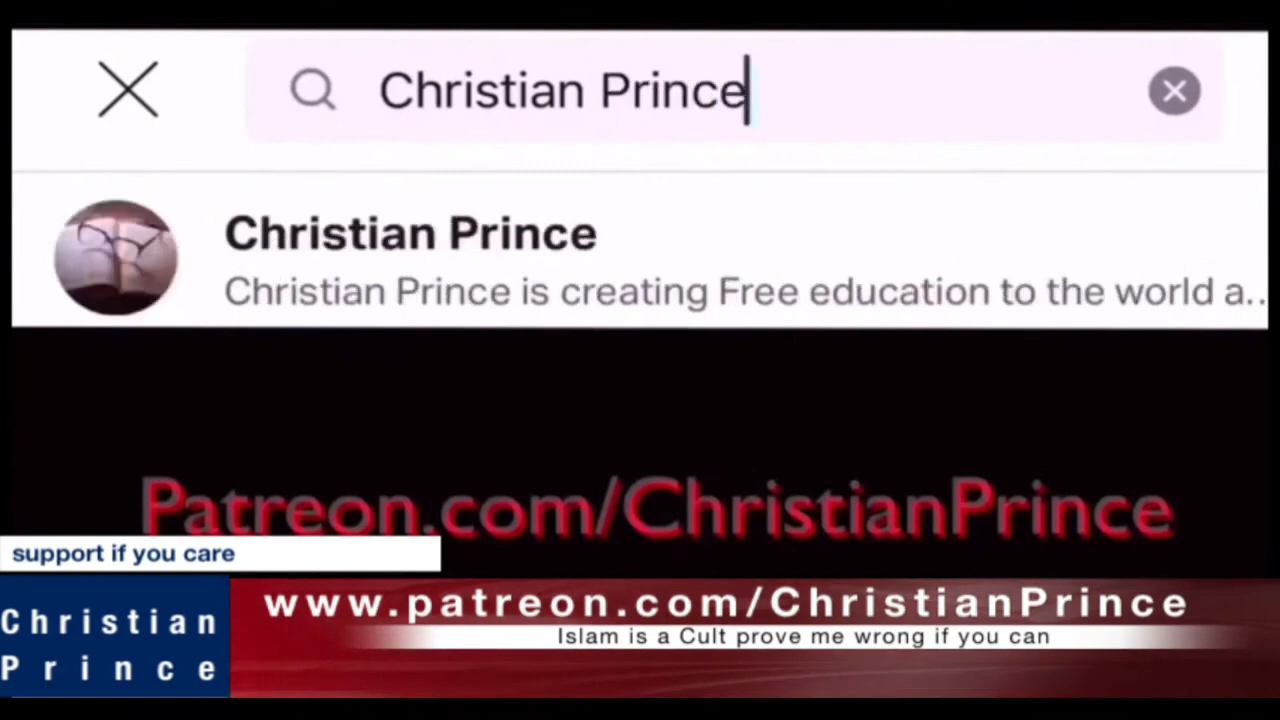 Christian Prince
Christian Prince
Christian Prince is creating Free education to the world a..
Patreon.com/ChristianPrince
support if you care
Christian
Prince
www.patreon.com/ChristianPrince
Islam is a Cult prove me wrong if you can